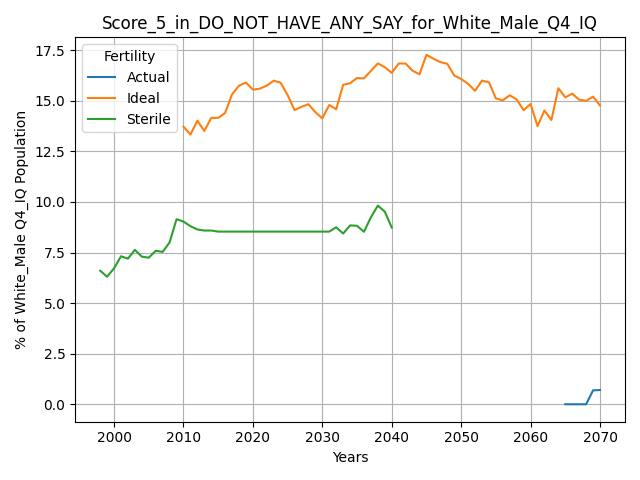 Score_5_in_DO_NOT_HAVE_ANY_SAY_for_White_Male_Q4_IQ
Fertility
Actual
Ideal
Sterile
17.5
15.0
12.5
10.0
7.5
5.0
2.5
0.0
% of White_Male Q4_IQ Population
2000 2010 2020 2030 2040 2050 2060 2070
Years